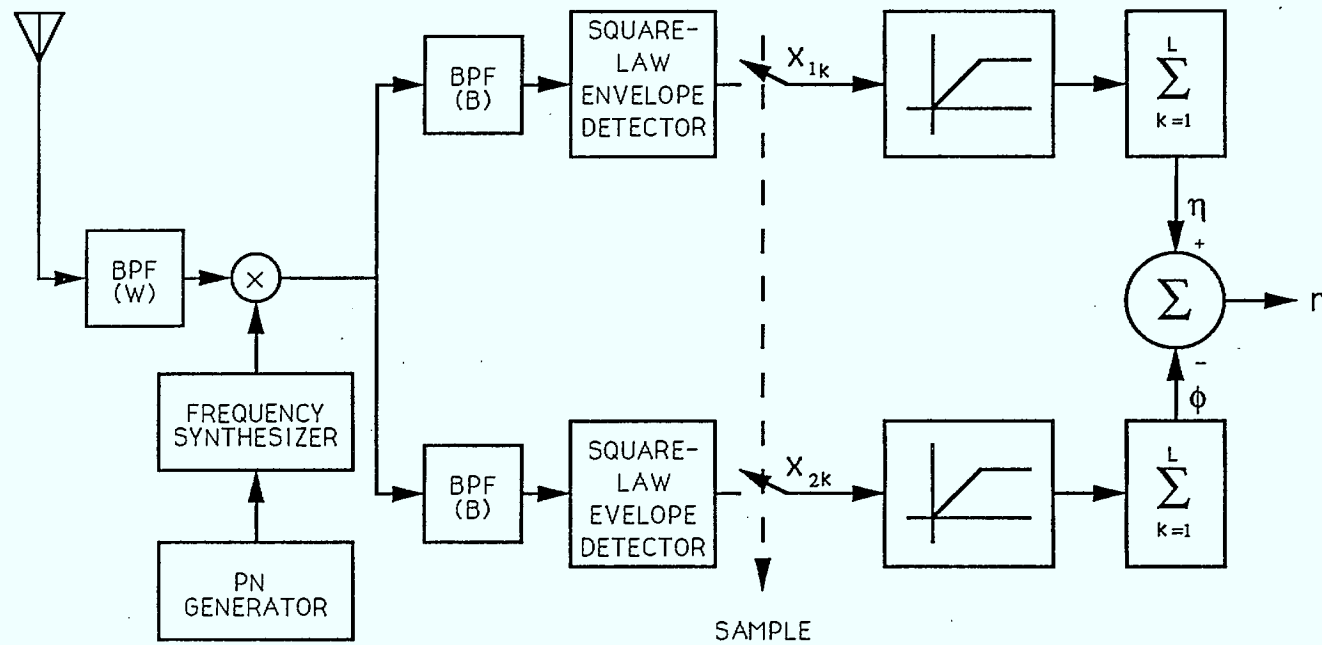 BPF
(W)
×
FREQUENCY
SYNTHESIZER
PN
GENERATOR
BPF
(B)
SQUARE-
LAW
ENVELOPE
DETECTOR
X1k
L
Σ
k=1
η
+
Σ
r
-
ϕ
BPF
(B)
SQUARE-
LAW
EVELOPE
DETECTOR
X2k
L
Σ
k=1
SAMPLE